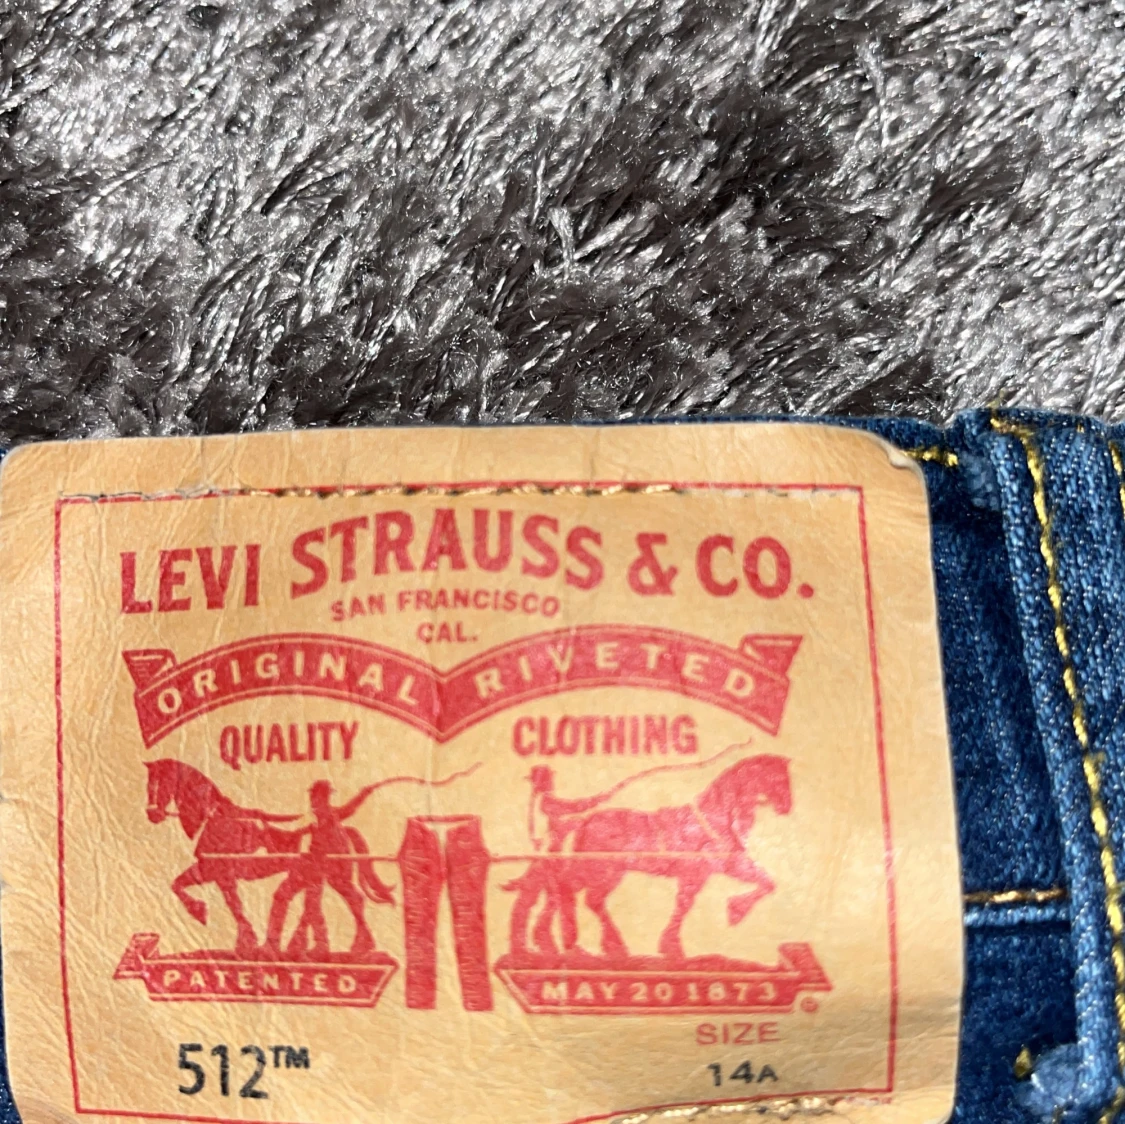 LEVI STRAUSS & CO.
SAN FRANCISCO
CAL.
ORIGINAL RIVETED
QUALITY CLOTHING
PATENTED MAY 20 1873
®
SIZE
512™ 14A